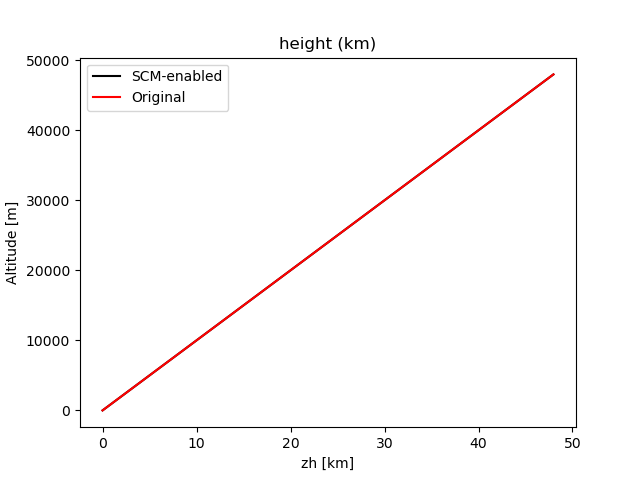 height (km)
SCM-enabled
Original
50000
40000
30000
20000
10000
0
Altitude [m]
0 10 20 30 40 50
zh [km]